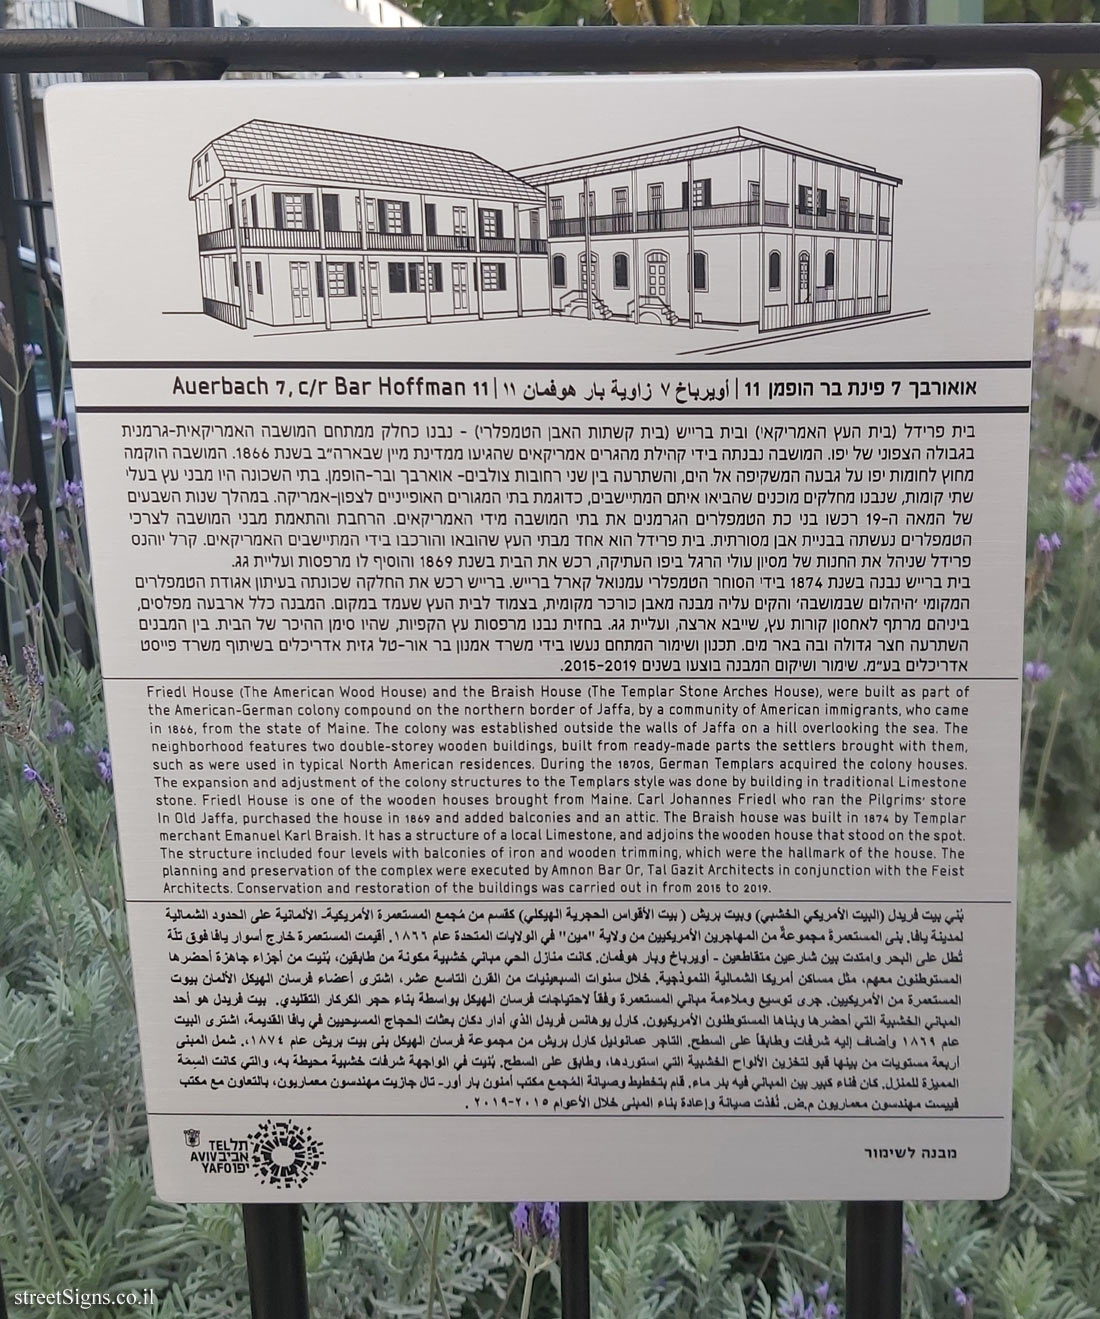 אוארבך 7 פינת בר הופמן 11 | أويرباخ ٧ زاوية بار هوفمان ١١ | Auerbach 7, c/r Bar Hoffman 11
בית פרידל (בית העץ האמריקאי) ובית ברייש (בית קשתות האבן הטמפלרי) - נבנו כחלק ממתחם המושבה האמריקאית-גרמנית
בגבולה הצפוני של יפו. המושבה נבנתה בידי קהילת מהגרים אמריקאים שהגיעו ממדינת מיין שבארה״ב בשנת 1866. המושבה הוקמה
מחוץ לחומות יפו על גבעה המשקיפה אל הים, והשתרעה בין שני רחובות צולבים- אוארבך ובר-הופמן. בתי השכונה היו מבני עץ בעלי
שתי קומות, שנבנו מחלקים מוכנים שהביאו איתם המתיישבים, כדוגמת בתי המגורים האופייניים לצפון-אמריקה. במהלך שנות השבעים
של המאה ה-19 רכשו בני כת הטמפלרים הגרמנים את בתי המושבה מידי האמריקאים. הרחבת והתאמת מבני המושבה לצרכי
הטמפלרים נעשתה בבניית אבן מסורתית. בית פרידל הוא אחד מבתי העץ שהובאו והורכבו בידי המתיישבים האמריקאים. קרל יוהנס
פרידל שניהל את החנות של מסיון עולי הרגל ביפו העתיקה, רכש את הבית בשנת 1869 והוסיף לו מרפסות ועליית גג.
בית ברייש נבנה בשנת 1874 בידי הסוחר הטמפלרי עמנואל קארל ברייש. ברייש רכש את החלקה שכונתה בעיתון אגודת הטמפלרים
המקומי ׳היהלום שבמושבה׳ והקים עליה מבנה מאבן כורכר מקומית, בצמוד לבית העץ שעמד במקום. המבנה כלל ארבעה מפלסים,
ביניהם מרתף לאחסון קורות עץ, שייבא ארצה, ועליית גג. בחזית נבנו מרפסות עץ הקפיות, שהיו סימן ההיכר של הבית. בין המבנים
השתרעה חצר גדולה ובה באר מים. תכנון ושימור המתחם נעשו בידי משרד אמנון בר אור-טל גזית אדריכלים בשיתוף משרד פייסט
אדריכלים בע״מ. שימור ושיקום המבנה בוצעו בשנים 2015-2019.
Friedl House (The American Wood House) and the Braish House (The Templar Stone Arches House), were built as part of
the American-German colony compound on the northern border of Jaffa, by a community of American immigrants, who came
in 1866, from the state of Maine. The colony was established outside the walls of Jaffa on a hill overlooking the sea. The
neighborhood features two double-storey wooden buildings, built from ready-made parts the settlers brought with them,
such as were used in typical North American residences. During the 1870s, German Templars acquired the colony houses.
The expansion and adjustment of the colony structures to the Templars style was done by building in traditional Limestone
stone. Friedl House is one of the wooden houses brought from Maine. Carl Johannes Friedl who ran the Pilgrims' store
In Old Jaffa, purchased the house in 1869 and added balconies and an attic. The Braish house was built in 1874 by Templar
merchant Emanuel Karl Braish. It has a structure of a local Limestone, and adjoins the wooden house that stood on the spot.
The structure included four levels with balconies of iron and wooden trimming, which were the hallmark of the house. The
planning and preservation of the complex were executed by Amnon Bar Or, Tal Gazit Architects in conjunction with the Feist
Architects. Conservation and restoration of the buildings was carried out in from 2015 to 2019.
بُني بيت فريدل (البيت الأمريكي الخشبي) وبيت بريش ( بيت الأقواس الحجرية الهيكلي) كقسم من مُجمع المستعمرة الأمريكية- الألمانية على الحدود الشمالية
لمدينة يافا. بنى المستعمرة مجموعةٌ من المهاجرين الأمريكيين من ولاية "مين" في الولايات المتحدة عام ١٨٦٦. أقيمت المستعمرة خارج أسوار يافا فوق تلّة
تُطل على البحر وامتدت بين شارعين متقاطعين - أويرباخ وبار هوفمان. كانت منازل الحي مباني خشبية مكونة من طابقين، بُنيت من أجزاء جاهزة أحضرها
المستوطنون معهم، مثل مساكن أمريكا الشمالية النموذجية. خلال سنوات السبعينيات من القرن التاسع عشر، اشترى أعضاء فرسان الهيكل الألمان بيوت
المستعمرة من الأمريكيين. جرى توسيع وملاءمة مباني المستعمرة وفقاً لاحتياجات فرسان الهيكل بواسطة بناء حجر الكركار التقليدي. بيت فريدل هو أحد
المباني الخشبية التي أحضرها وبناها المستوطنون الأمريكيون. كارل يوهانس فريدل الذي أدار دكان بعثات الحجاج المسيحيين في يافا القديمة، اشترى البيت
عام ١٨٦٩ وأضاف إليه شرفات وطابقاً على السطح. التاجر عمانوئيل كارل بريش من مجموعة فرسان الهيكل بنى بيت بريش عام ١٨٧٤،. شمل المبنى
أربعة مستويات من بينها قبو لتخزين الألواح الخشبية التي استوردها، وطابق على السطح. بُنيت في الواجهة شرفات خشبية محيطة به، والتي كانت السِمة
المميزة للمنزل. كان فناء كبير بين المباني فيه بئر ماء. قام بتخطيط وصيانة المُجمع مكتب أمنون بار أور- تال جازيت مهندسون معماريون، بالتعاون مع مكتب
فييست مهندسون معماريون م.ض. نُفذت صيانة وإعادة بناء المبنى خلال الأعوام ٢٠١٥-٢٠١٩ .
מבנה לשימור
TEL תל
AVIV אביב
YAFO יפו
streetSigns.co.il